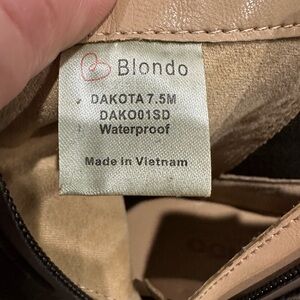 Blondo
DAKOTA 7.5M
DAKO01SD
Waterproof
Made in Vietnam